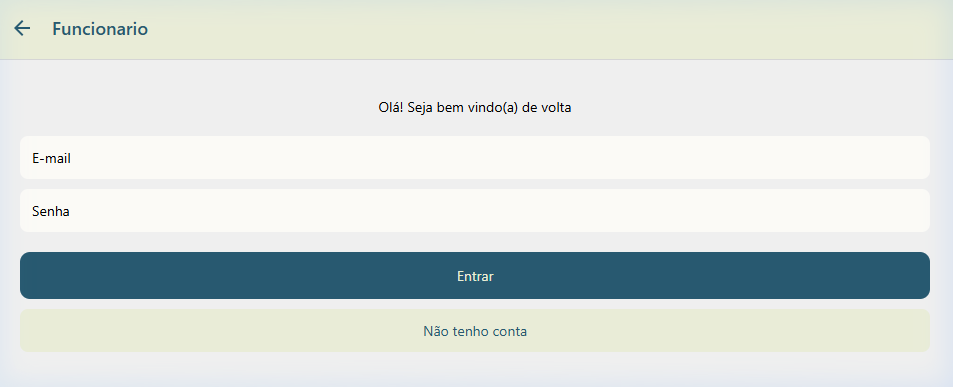 Funcionario
Olá! Seja bem vindo(a) de volta
E-mail
Senha
Entrar
Não tenho conta